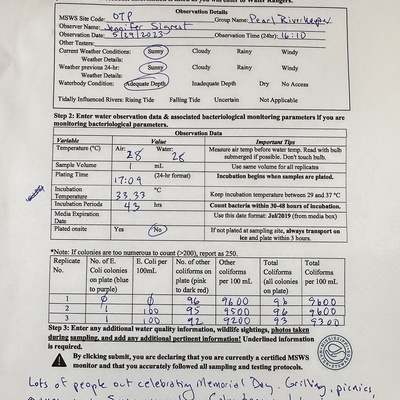 Observation Details
MSWS Site Code: OTP Group Name: Pearl Riverkeeper
Observer Name: Jennifer Sigrest
Observation Date: 5/29/2023 Observation Time (24hr): 16:10
Other Testers:
Current Weather Conditions: Sunny Cloudy Rainy Windy
Weather Details:
Weather previous 24-hr: Sunny Cloudy Rainy Windy
Weather Details:
Waterbody Condition: Adequate Depth Inadequate Depth Dry No Access
Tidally Influenced Rivers: Rising Tide Falling Tide Uncertain Not Applicable
Step 2: Enter water observation data & associated bacteriological monitoring parameters if you are
monitoring bacteriological parameters.
Observation Data
Variable Value Important Tips
Temperature (°C) Air: 28 Water: 28 Measure air temp before water temp. Read with bulb
submerged if possible. Don't touch bulb.
Sample Volume 1 mL Use same volume for all replicates
Plating Time 17:09 (24-hr format) Incubation begins when samples are plated.
Incubation
Temperature 33.33 °C Keep incubation temperature between 29 and 37 °C
Incubation Periods 43 hrs Count bacteria within 30-48 hours of incubation.
Media Expiration
Date Use this date format: Jul/2019 (from media box)
Plated onsite Yes No If not plated at sampling site, always transport on
ice and plate within 3 hours.
*Note: If colonies are too numerous to count (>200), report as 250.
Replicate
No. No. of E.
Coli colonies
on plate (blue
to purple) E. Coli per
100mL No. of other
coliforms on
plate (pink
to dark red) Other
coliforms
per 100 mL Total
Coliforms
(all colonies
on plate) Total
Coliforms
per 100 mL
1 0 0 96 9600 96 9600
2 1 100 95 9500 96 9600
3 1 100 92 9200 93 9300
Step 3: Enter any additional water quality information, wildlife sightings, photos taken
during sampling, and add any additional pertinent information! Underlined information
is required.
By clicking submit, you are declaring that you are currently a certified MSWS
monitor and that you accurately followed all sampling and testing protocols.
Lots of people out celebrating Memorial Day. Grilling, picnics,